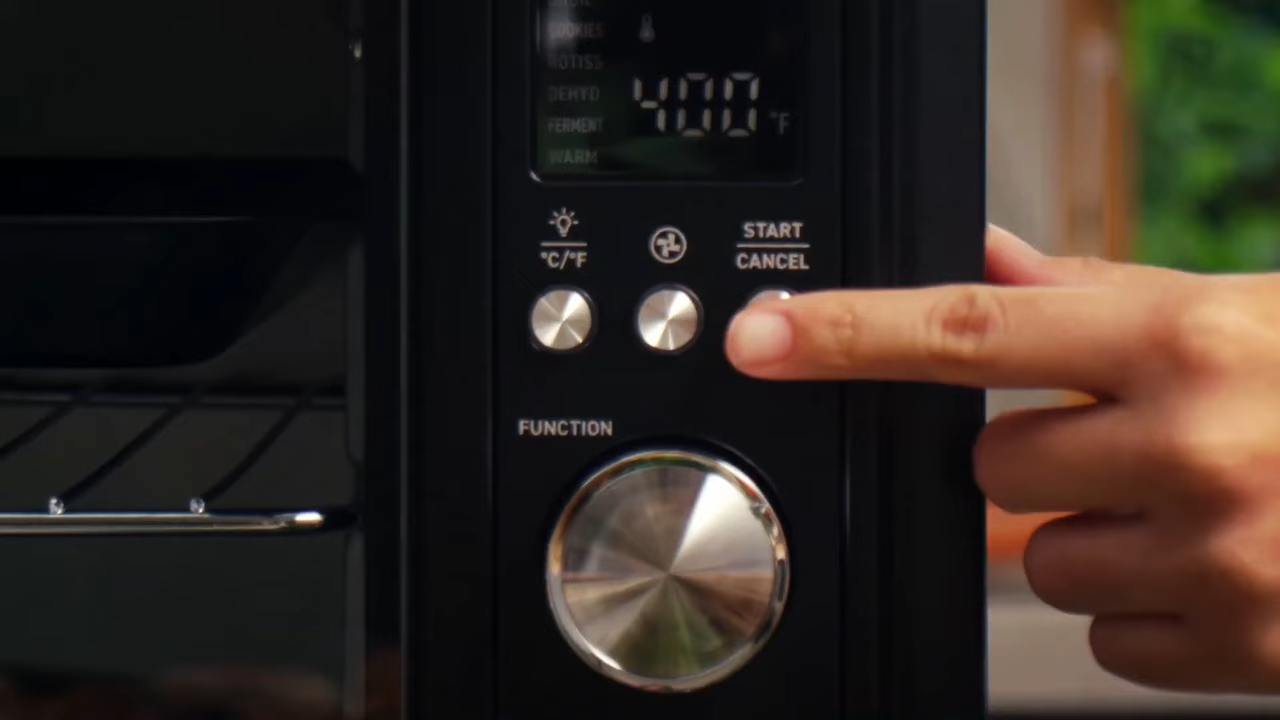 COOKIES
ROTISS
DEHYD
FERMENT
WARM
400 °F
°C/°F
START
CANCEL
FUNCTION